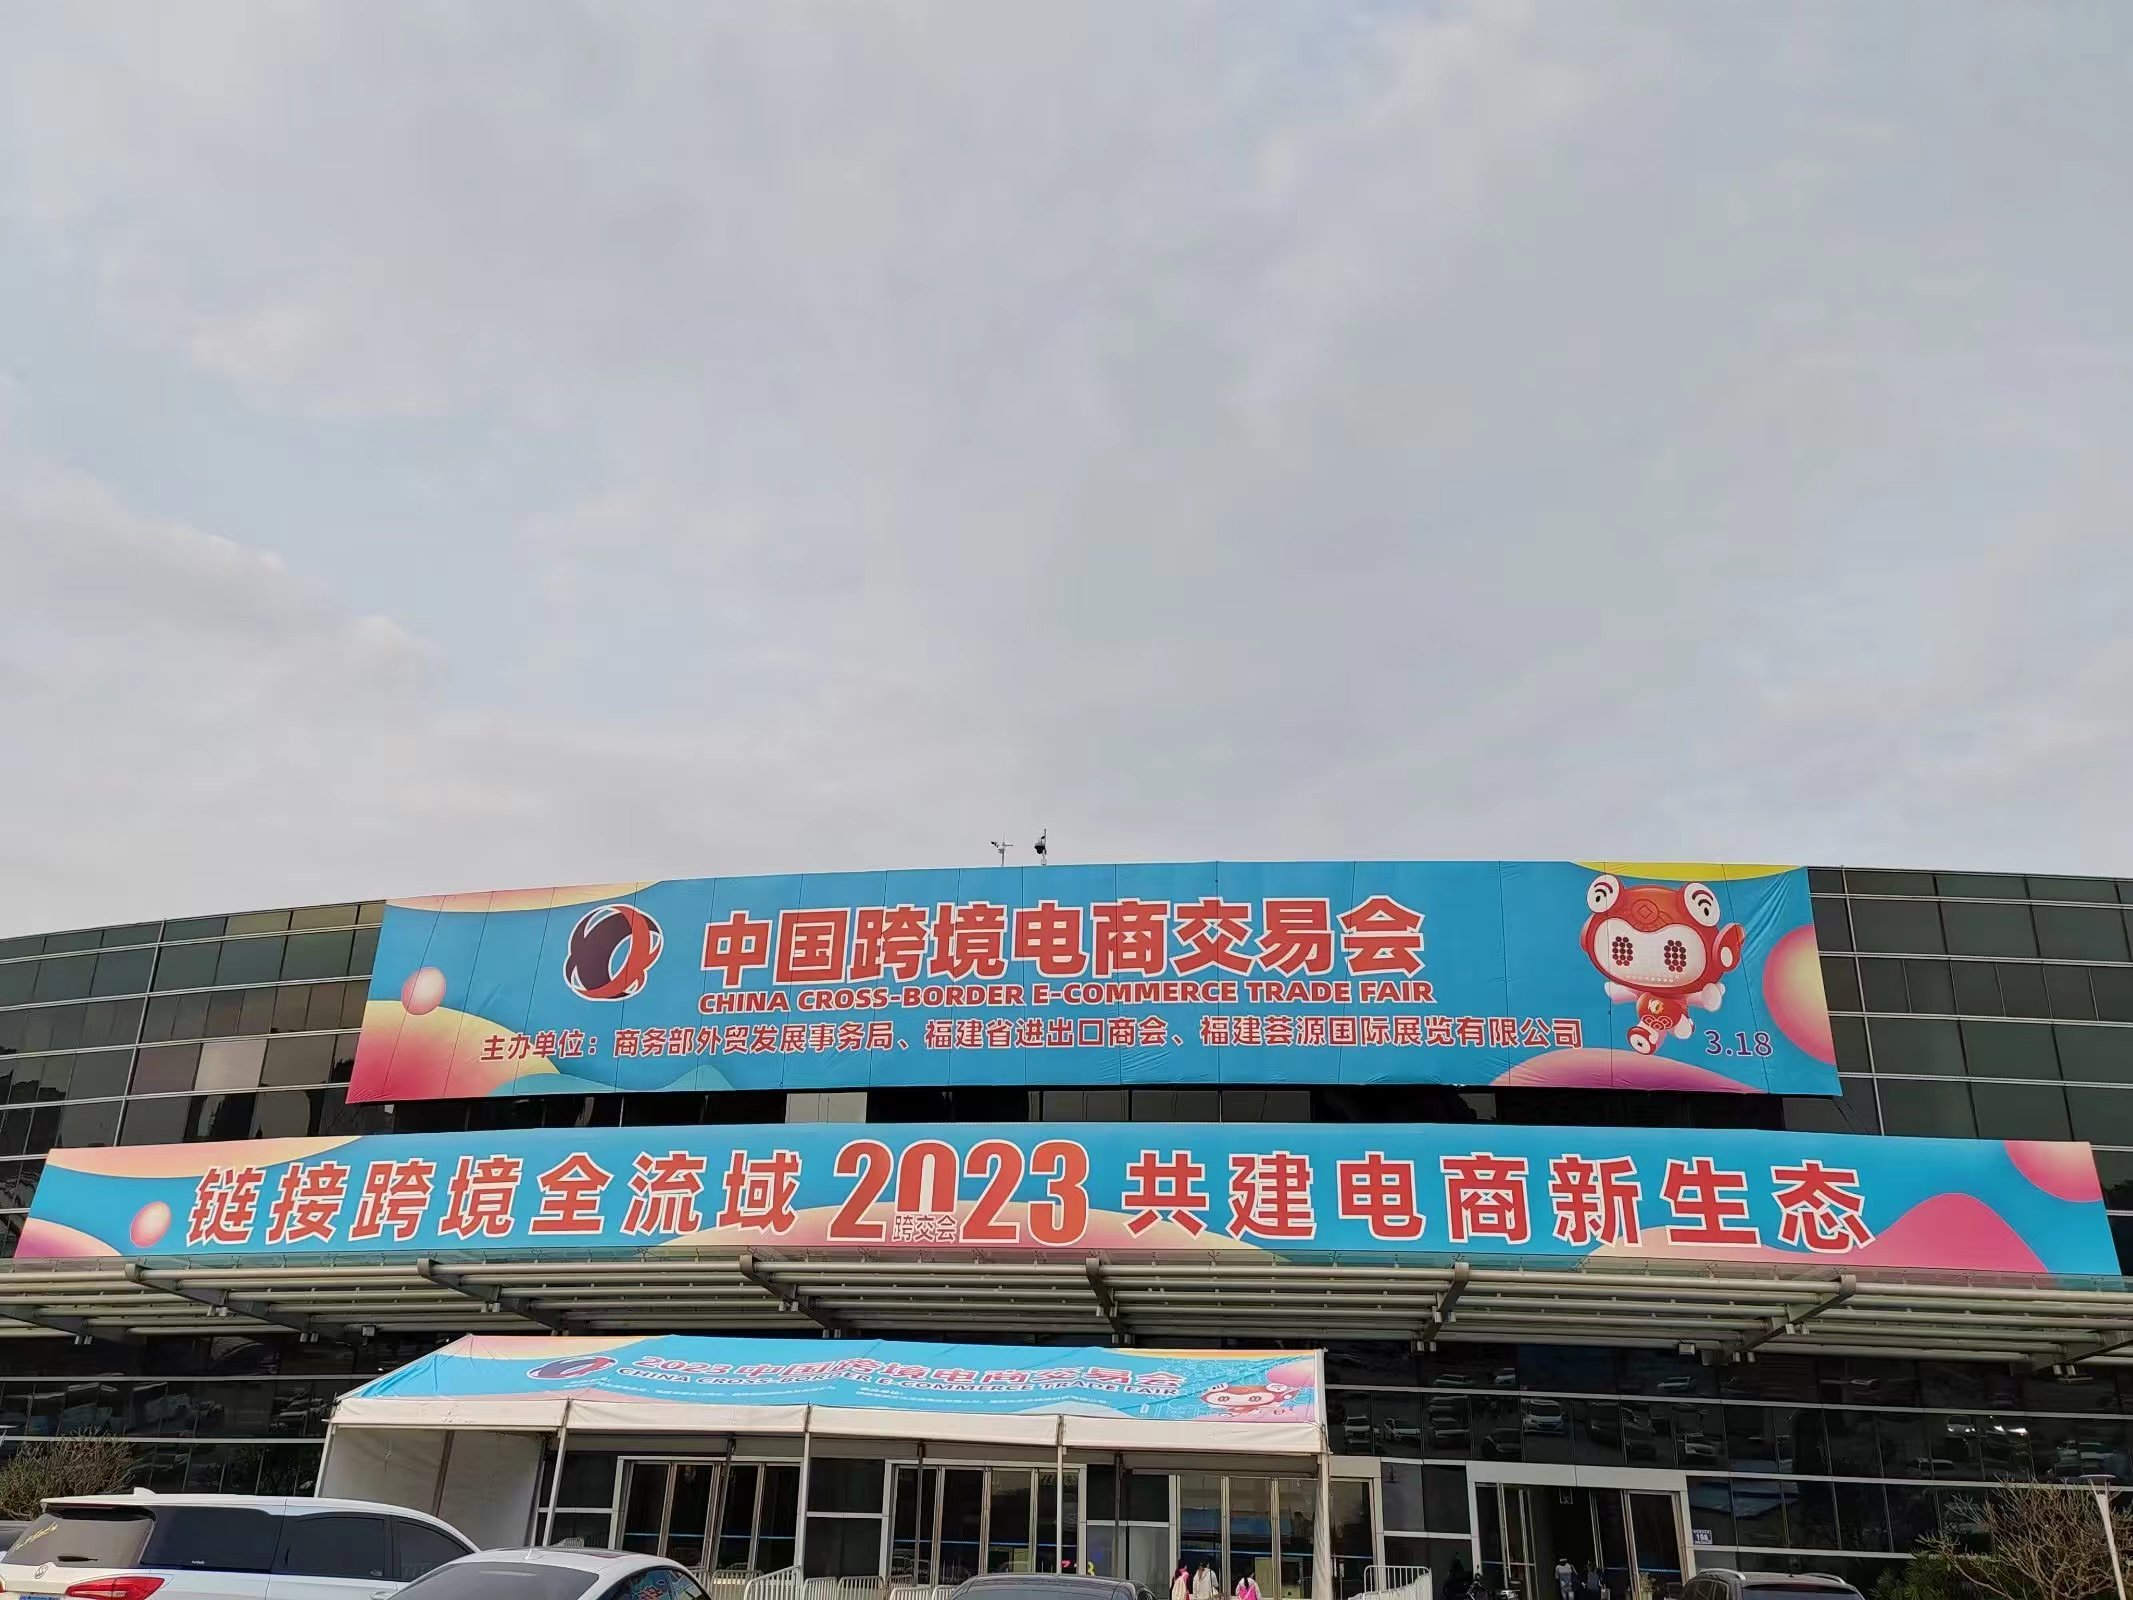 中国跨境电商交易会
CHINA CROSS-BORDER E-COMMERCE TRADE FAIR
主办单位：商务部外贸发展事务局、福建省进出口商会、福建荟源国际展览有限公司
3.18
链接跨境全流域 2023 共建电商新生态
跨交会
2023中国跨境电商交易会
CHINA CROSS-BORDER E-COMMERCE TRADE FAIR
198